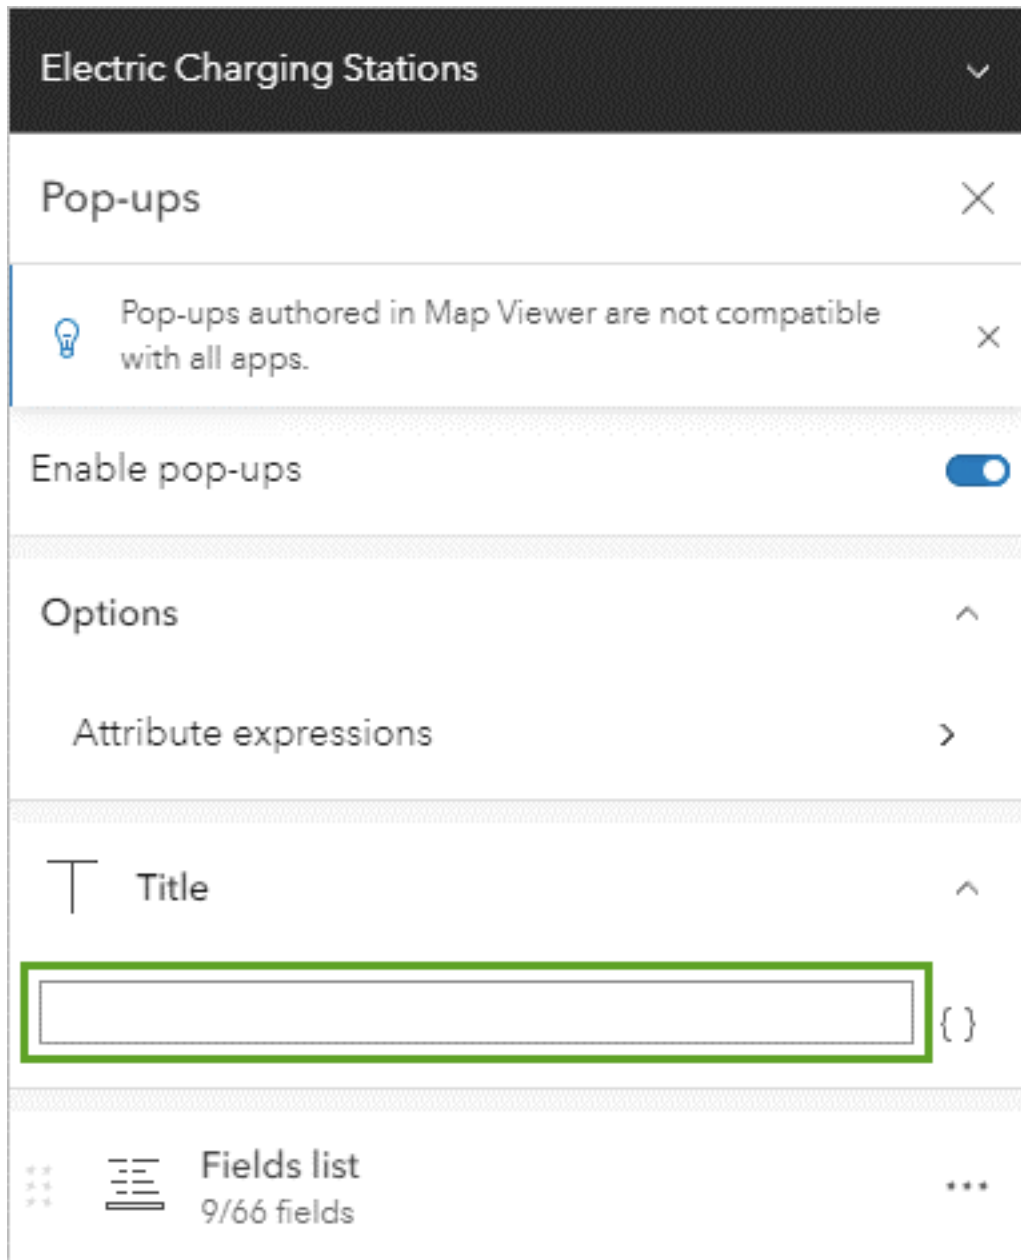 Electric Charging Stations
Pop-ups
Pop-ups authored in Map Viewer are not compatible
with all apps.
Enable pop-ups
Options
Attribute expressions
Title
{ }
Fields list
9/66 fields